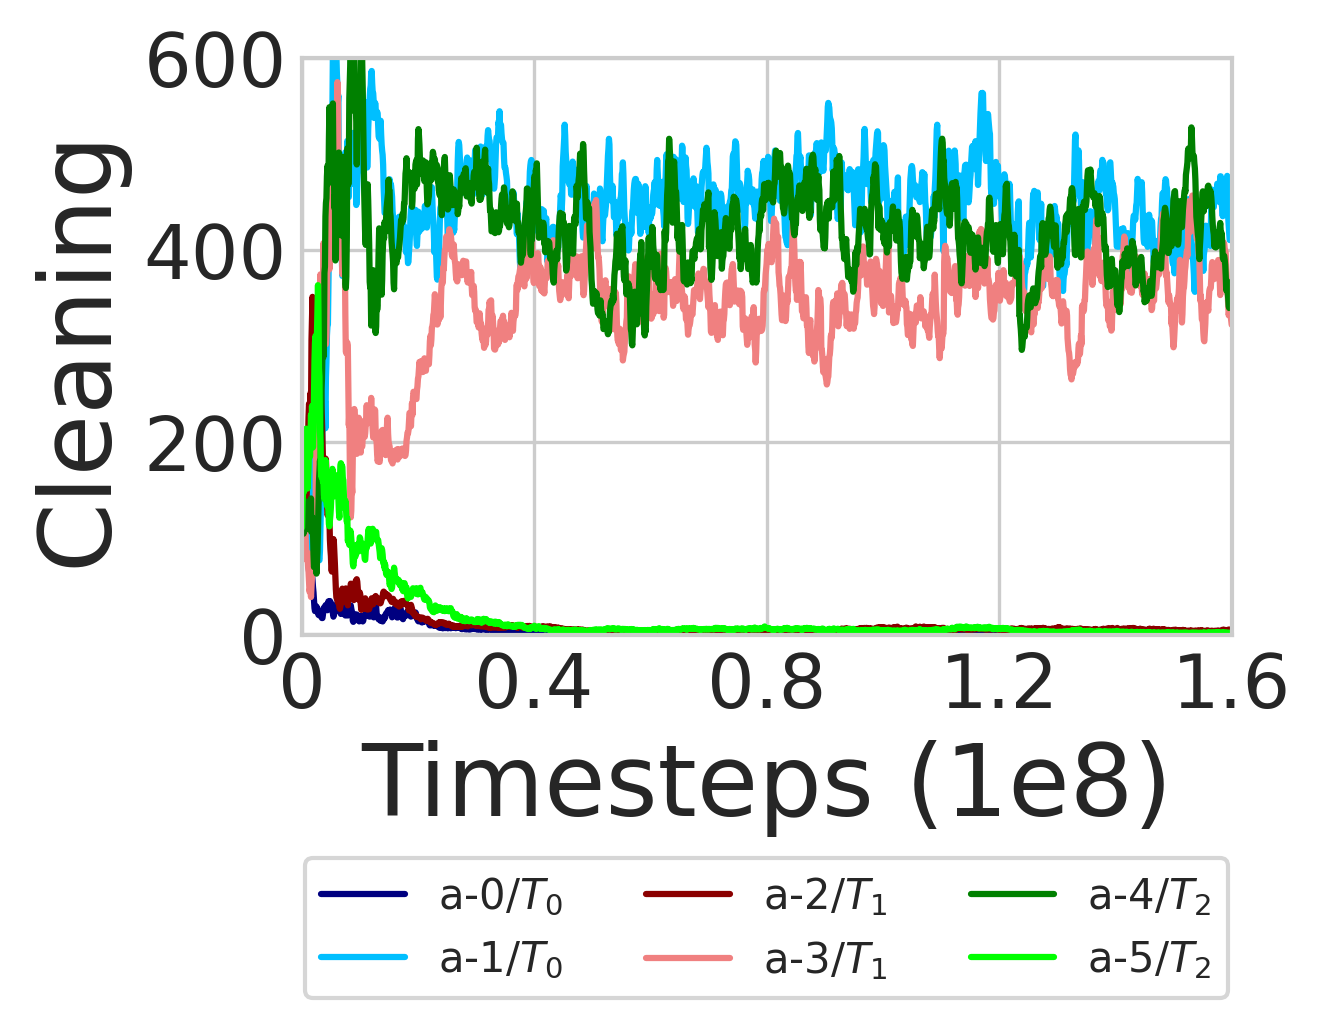 Cleaning
600
400
200
0
0 0.4 0.8 1.2 1.6
Timesteps (1e8)
a-0/T₀ a-2/T₁ a-4/T₂
a-1/T₀ a-3/T₁ a-5/T₂